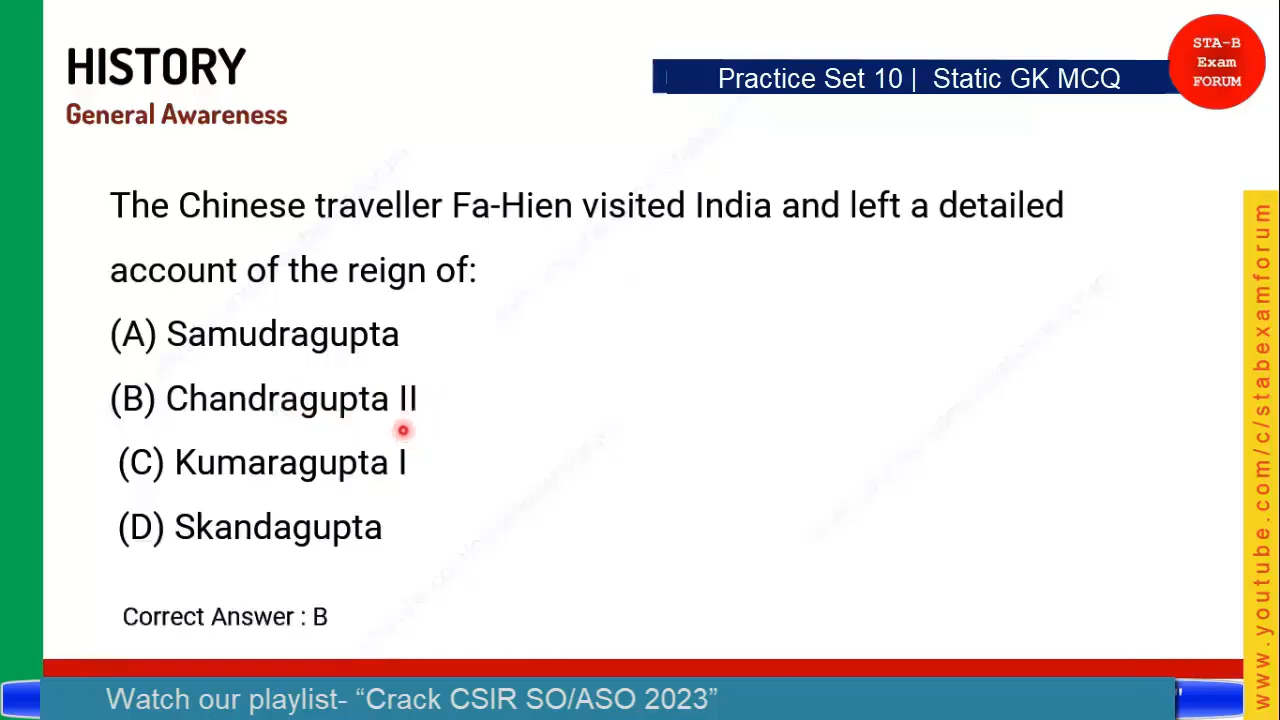 HISTORY
General Awareness
Practice Set 10 | Static GK MCQ
STA-B
Exam
FORUM
The Chinese traveller Fa-Hien visited India and left a detailed
account of the reign of:
(A) Samudragupta
(B) Chandragupta II
(C) Kumaragupta I
(D) Skandagupta
Correct Answer : B
Watch our playlist- “Crack CSIR SO/ASO 2023”
www.youtube.com/c/stabexamforum